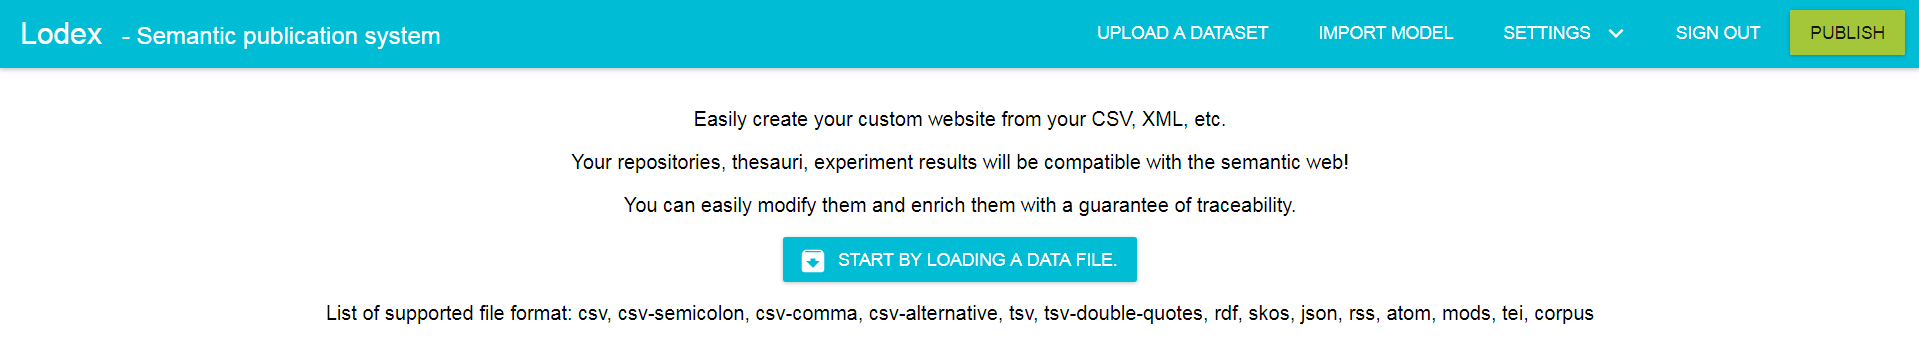 Lodex - Semantic publication system UPLOAD A DATASET IMPORT MODEL SETTINGS SIGN OUT PUBLISH
Easily create your custom website from your CSV, XML, etc.
Your repositories, thesauri, experiment results will be compatible with the semantic web!
You can easily modify them and enrich them with a guarantee of traceability.
START BY LOADING A DATA FILE.
List of supported file format: csv, csv-semicolon, csv-comma, csv-alternative, tsv, tsv-double-quotes, rdf, skos, json, rss, atom, mods, tei, corpus